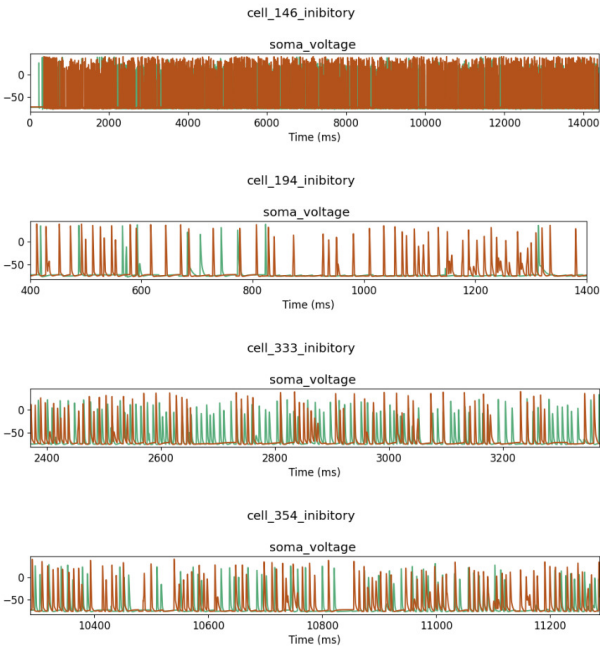 cell_146_inibitory
soma_voltage
0
−50
0 2000 4000 6000 8000 10000 12000 14000
Time (ms)
cell_194_inibitory
soma_voltage
0
−50
400 600 800 1000 1200 1400
Time (ms)
cell_333_inibitory
soma_voltage
0
−50
2400 2600 2800 3000 3200
Time (ms)
cell_354_inibitory
soma_voltage
0
−50
10400 10600 10800 11000 11200
Time (ms)